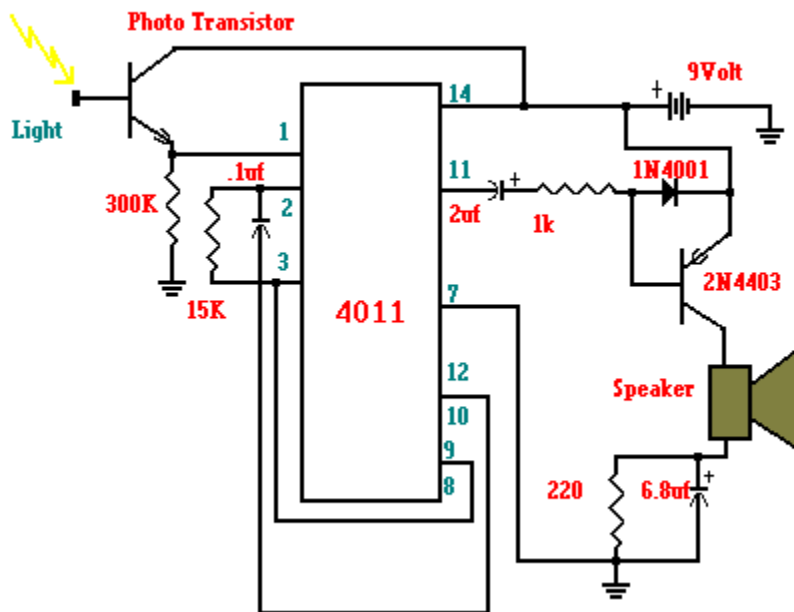 Photo Transistor
9Volt
+
14
Light
1
11
1N4001
.1uf
+
300K
2
2uf
1k
3
2N4403
15K
4011
7
12
Speaker
10
9
+
220
6.8uf
8